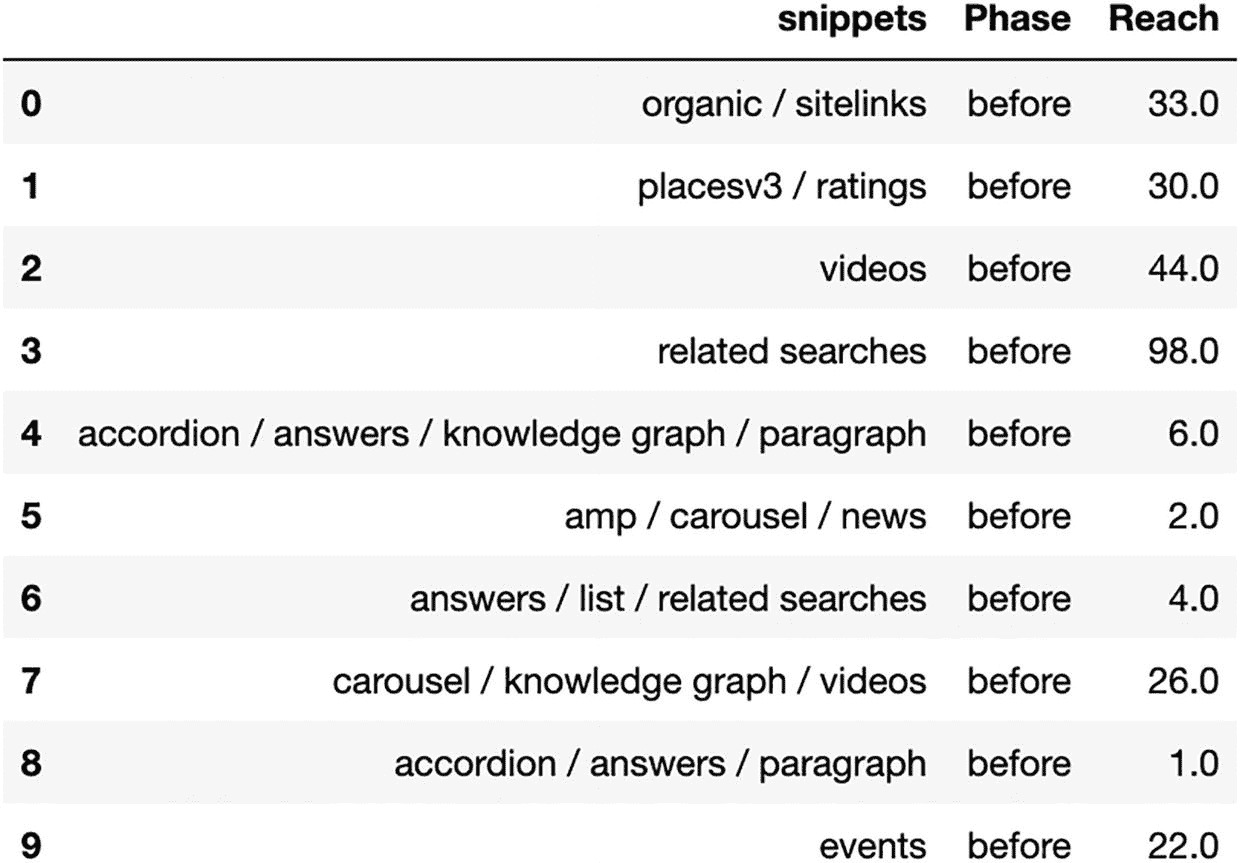 snippets Phase Reach
0 organic / sitelinks before 33.0
1 placesv3 / ratings before 30.0
2 videos before 44.0
3 related searches before 98.0
4 accordion / answers / knowledge graph / paragraph before 6.0
5 amp / carousel / news before 2.0
6 answers / list / related searches before 4.0
7 carousel / knowledge graph / videos before 26.0
8 accordion / answers / paragraph before 1.0
9 events before 22.0